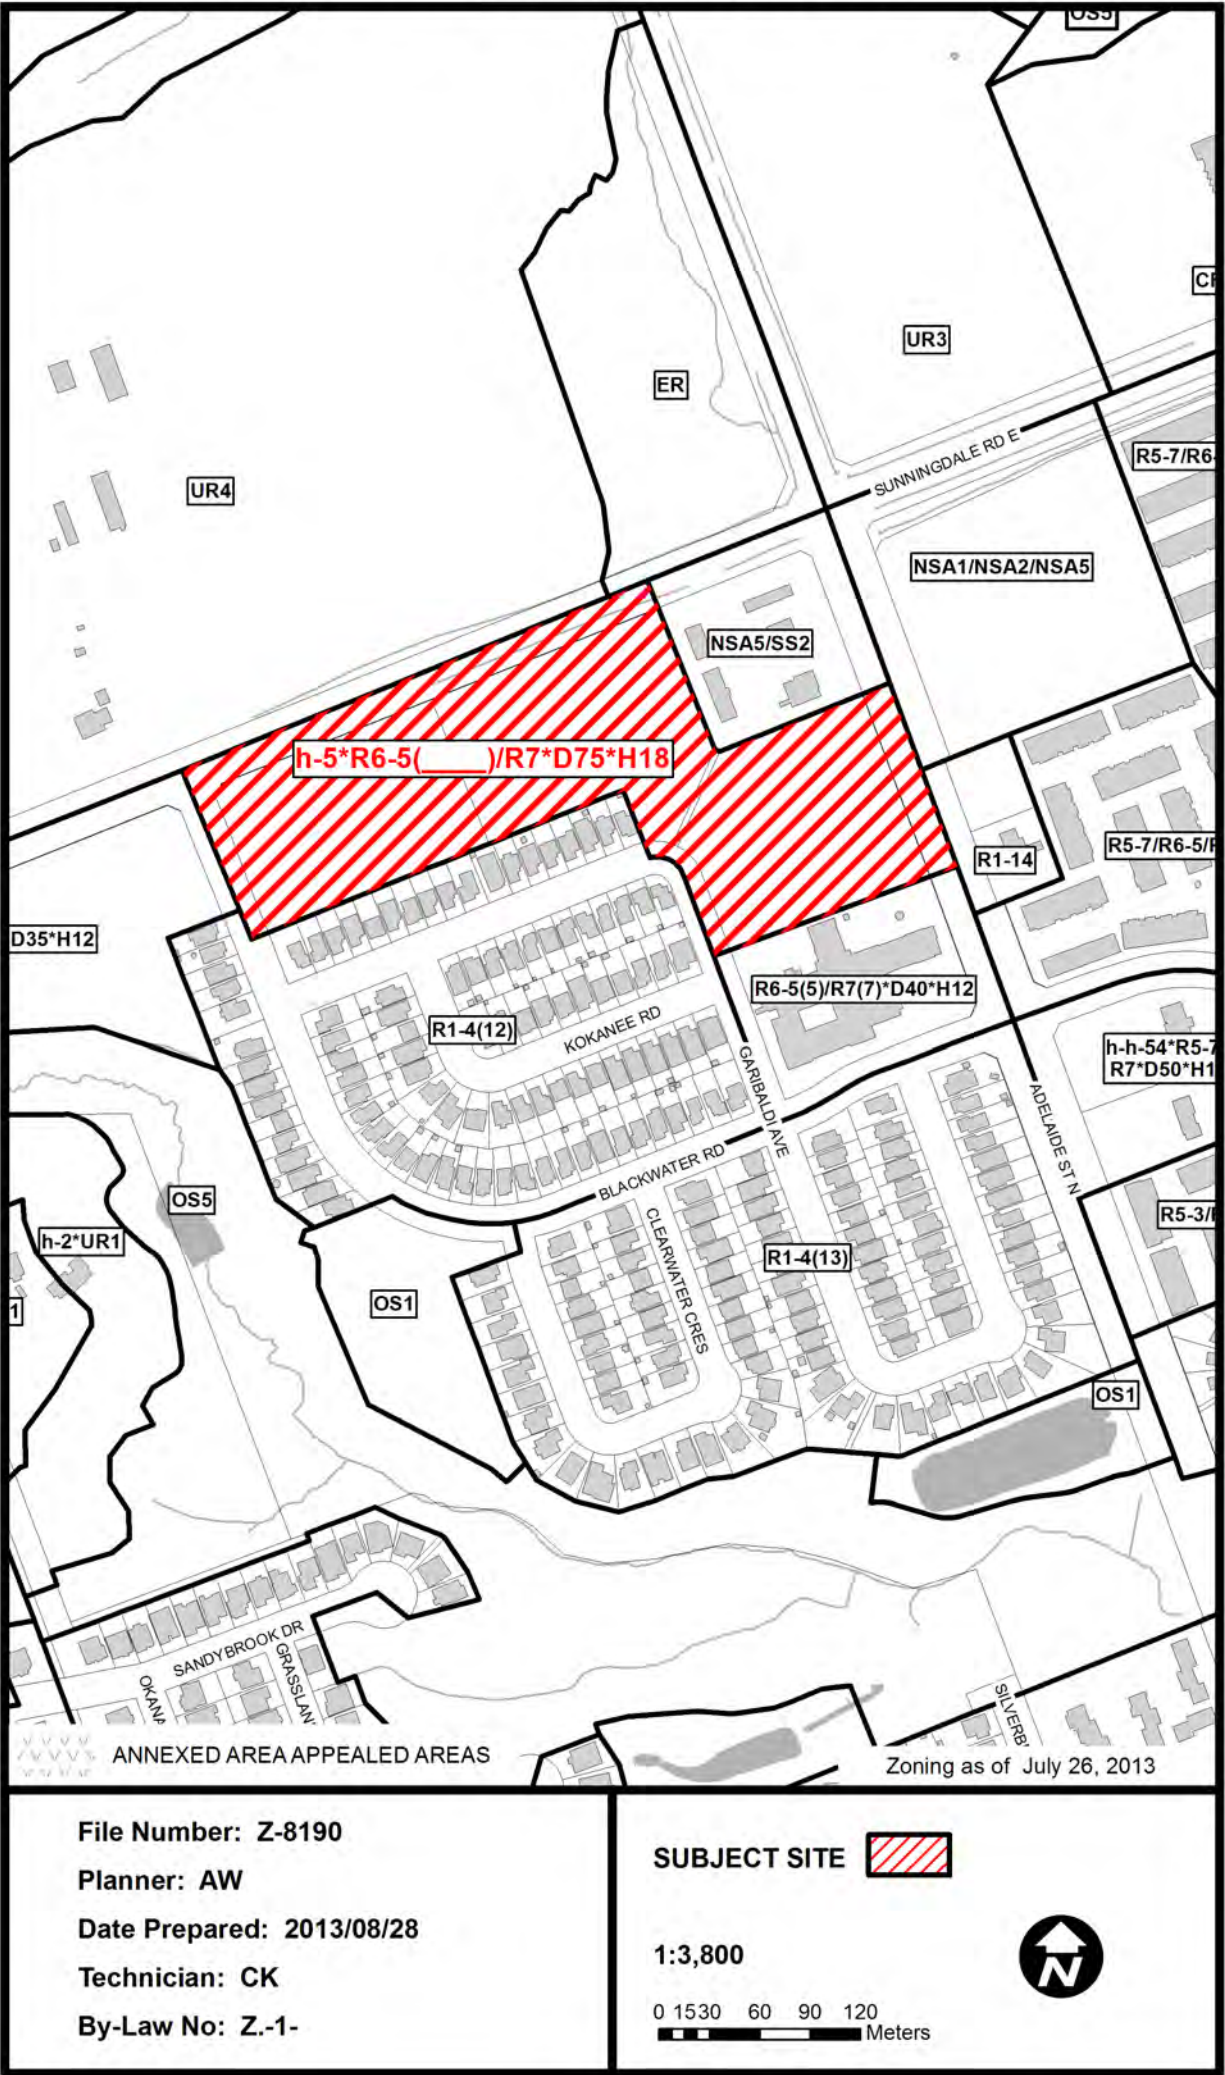 OS5
CF
UR3
ER
SUNNINGDALE RD E
R5-7/R6-
UR4
NSA1/NSA2/NSA5
NSA5/SS2
h-5*R6-5(____)/R7*D75*H18
R1-14
R5-7/R6-5/
D35*H12
R6-5(5)/R7(7)*D40*H12
R1-4(12)
KOKANEE RD
GARIBALDI AVE
h-h-54*R5-7
R7*D50*H1
ADELAIDE ST N
BLACKWATER RD
OS5
h-2*UR1
CLEARWATER CRES
R5-3/
R1-4(13)
OS1
1
OS1
SANDYBROOK DR
GRASSLAN
OKANA
SILVERB
ANNEXED AREA APPEALED AREAS
Zoning as of July 26, 2013
File Number: Z-8190
Planner: AW
Date Prepared: 2013/08/28
Technician: CK
By-Law No: Z.-1-
SUBJECT SITE
1:3,800
N
0 15 30 60 90 120
Meters